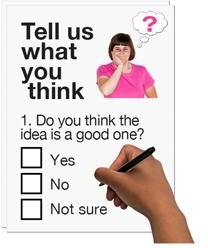 Tell us
what
you
think
?
1. Do you think the
idea is a good one?
Yes
No
Not sure